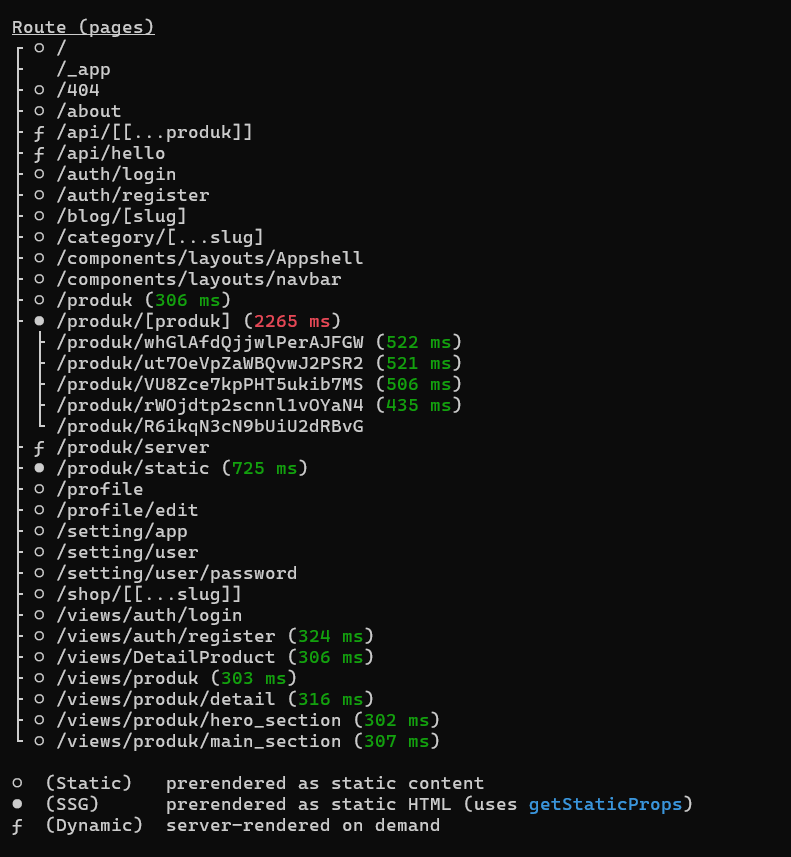 Route (pages)
┌ ○ /
├   /_app
├ ○ /404
├ ○ /about
├ ƒ /api/[[...produk]]
├ ƒ /api/hello
├ ○ /auth/login
├ ○ /auth/register
├ ○ /blog/[slug]
├ ○ /category/[...slug]
├ ○ /components/layouts/Appshell
├ ○ /components/layouts/navbar
├ ○ /produk (306 ms)
├ ● /produk/[produk] (2265 ms)
├   ├ /produk/whGlAfdQjjwlPerAJFGW (522 ms)
├   ├ /produk/ut7OeVpZaWBQvwJ2PSR2 (521 ms)
├   ├ /produk/VU8Zce7kpPHT5ukib7MS (506 ms)
├   ├ /produk/rWOjdtp2scnnl1vOYaN4 (435 ms)
├   └ /produk/R6ikqN3cN9bUiU2dRBvG
├ ƒ /produk/server
├ ● /produk/static (725 ms)
├ ○ /profile
├ ○ /profile/edit
├ ○ /setting/app
├ ○ /setting/user
├ ○ /setting/user/password
├ ○ /shop/[[...slug]]
├ ○ /views/auth/login
├ ○ /views/auth/register (324 ms)
├ ○ /views/DetailProduct (306 ms)
├ ○ /views/produk (303 ms)
├ ○ /views/produk/detail (316 ms)
├ ○ /views/produk/hero_section (302 ms)
└ ○ /views/produk/main_section (307 ms)
○  (Static)   prerendered as static content
●  (SSG)      prerendered as static HTML (uses getStaticProps)
ƒ  (Dynamic)  server-rendered on demand